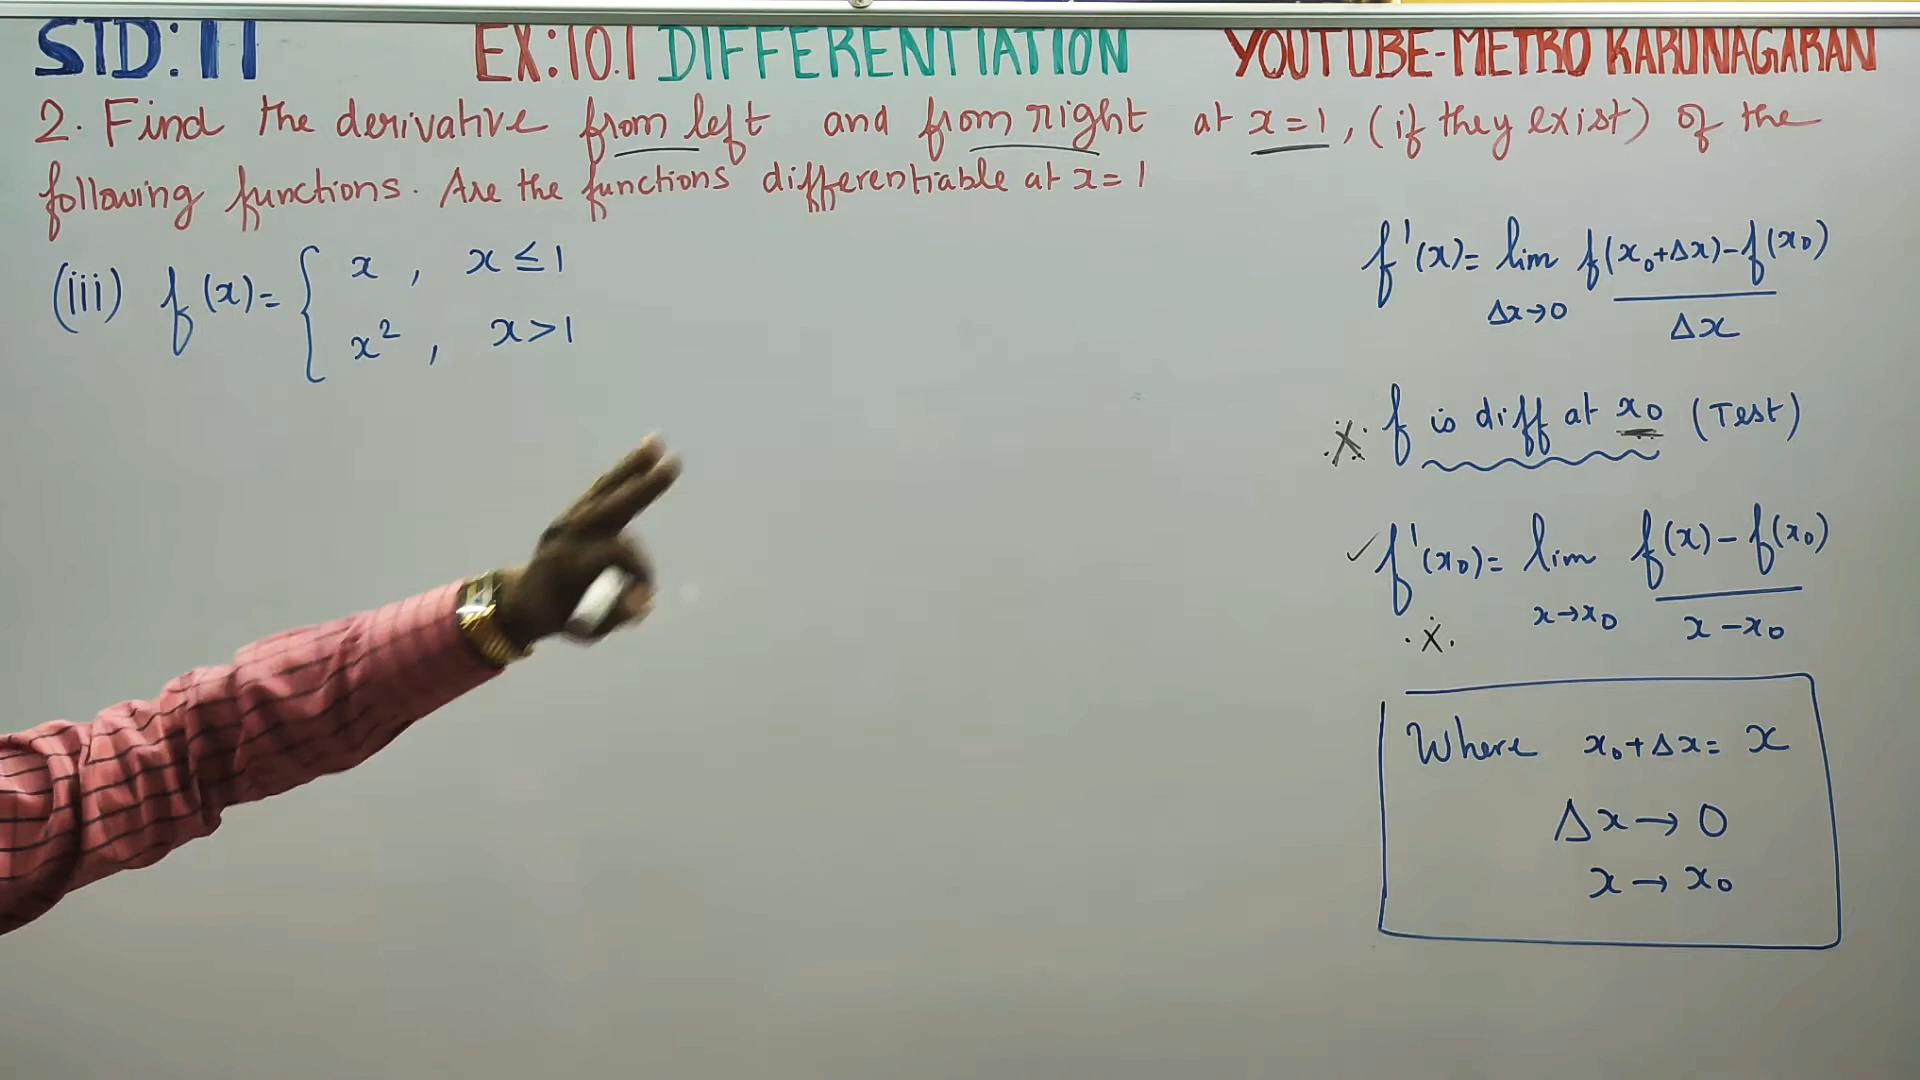 STD: 11 EX:10.1 DIFFERENTIATION YOUTUBE-METRO KARUNAGARAN
2. Find the derivative from left and from right at x=1, (if they exist) of the
following functions. Are the functions differentiable at x=1
(iii) f(x)= { x , x ≤ 1
x² , x>1
f'(x)= lim f(x₀+Δx)-f(x₀)
Δx→0 Δx
f is diff at x₀ (Test)
✓ f'(x₀)= lim f(x)-f(x₀)
x→x₀ x-x₀
Where x₀+Δx= x
Δx→0
x→x₀